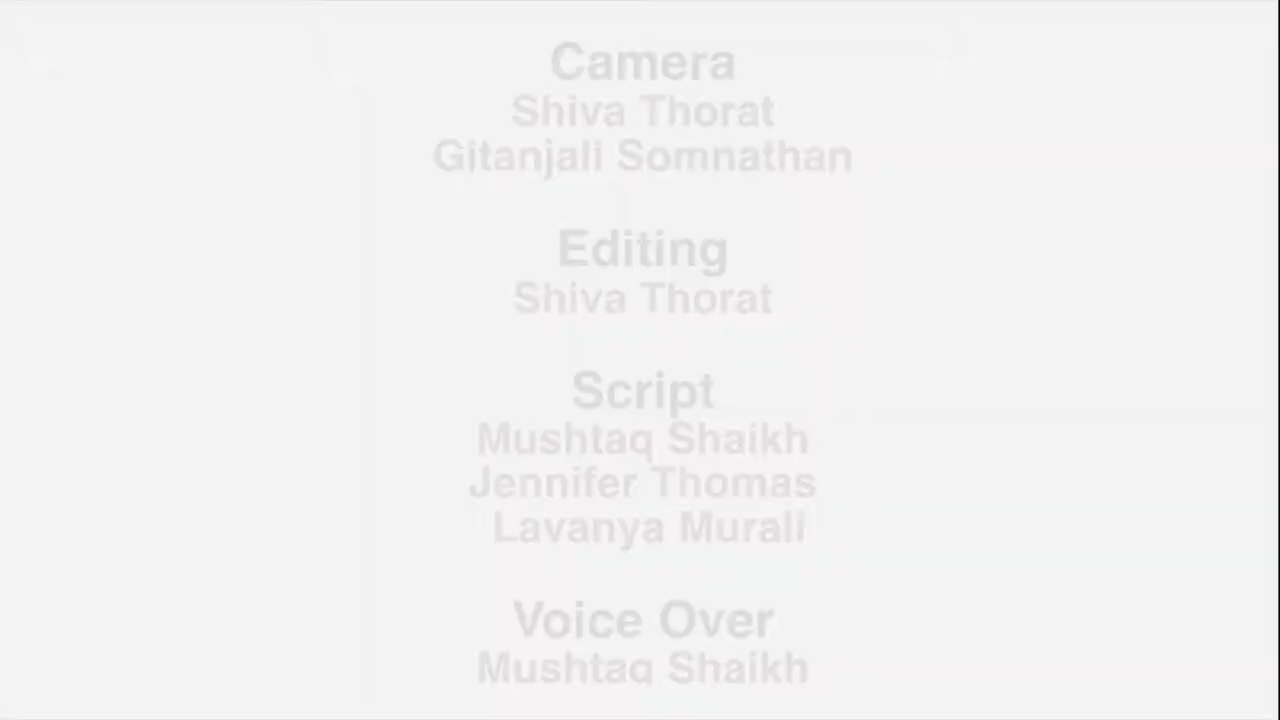 Camera
Shiva Thorat
Gitanjali Somnathan
Editing
Shiva Thorat
Script
Mushtaq Shaikh
Jennifer Thomas
Lavanya Murali
Voice Over
Mushtaq Shaikh